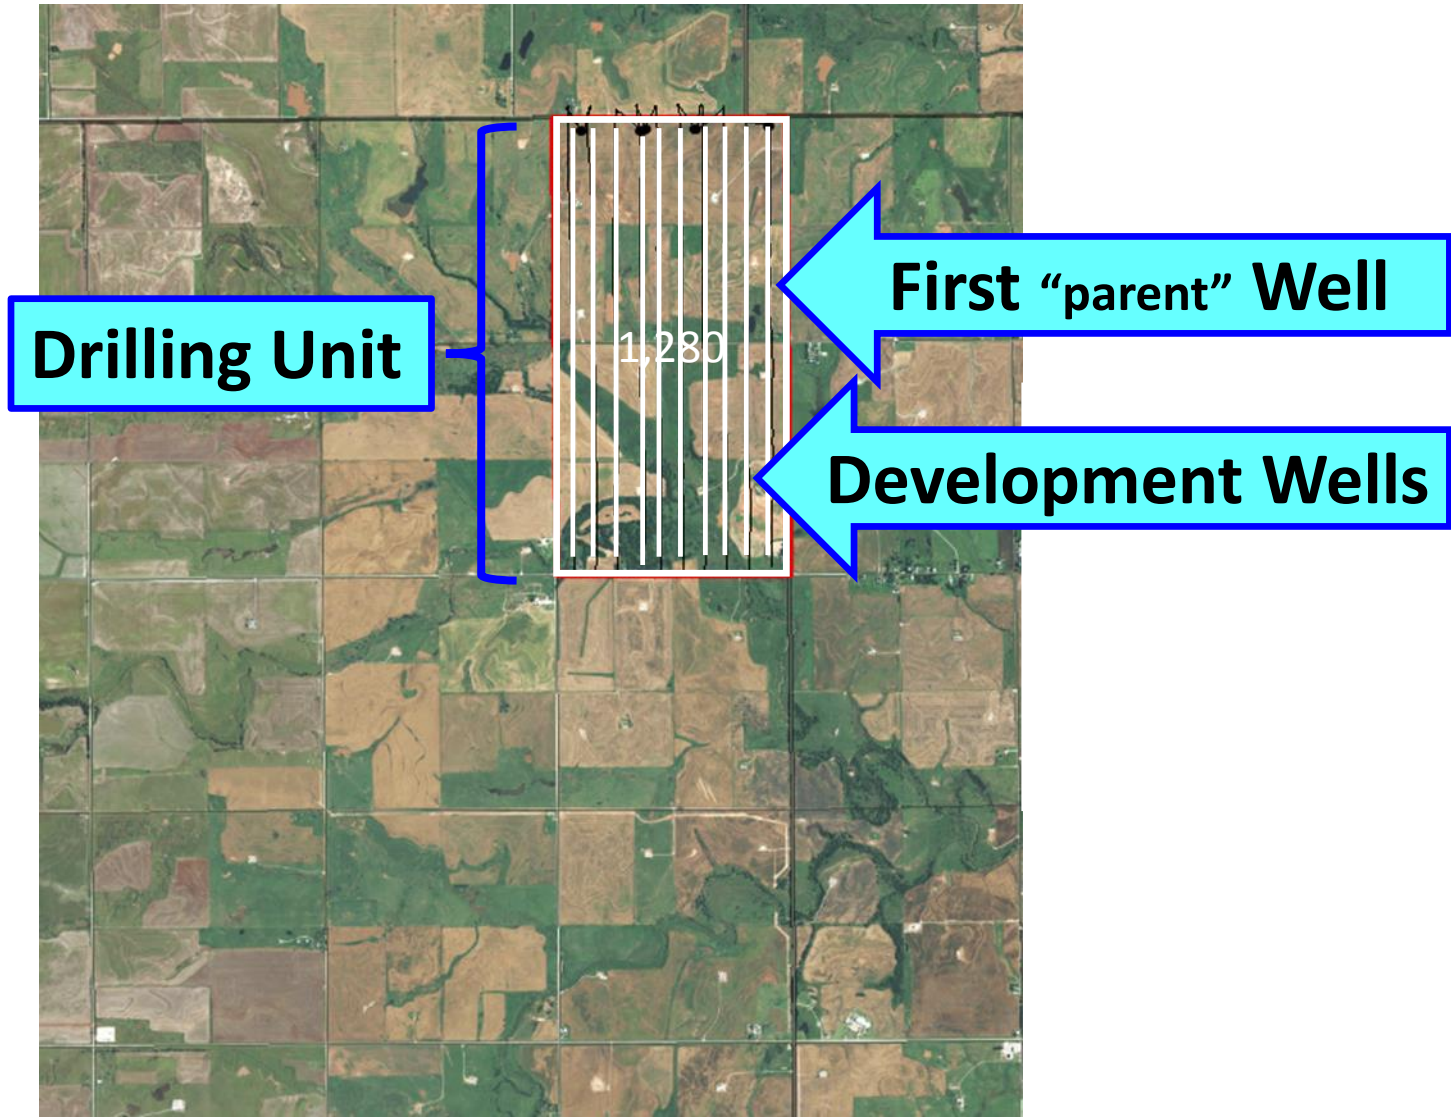 First “parent” Well
Drilling Unit
1,280
Development Wells